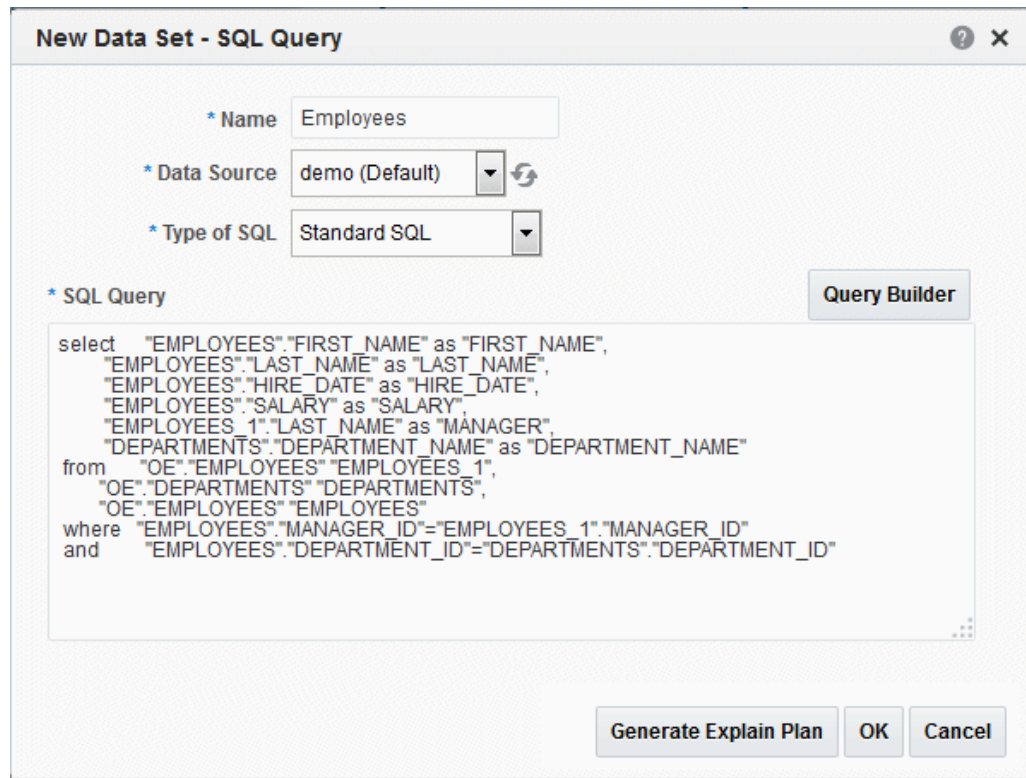 New Data Set - SQL Query
* Name Employees
* Data Source demo (Default)
* Type of SQL Standard SQL
* SQL Query Query Builder
select "EMPLOYEES"."FIRST_NAME" as "FIRST_NAME",
"EMPLOYEES"."LAST_NAME" as "LAST_NAME",
"EMPLOYEES"."HIRE_DATE" as "HIRE_DATE",
"EMPLOYEES"."SALARY" as "SALARY",
"EMPLOYEES_1"."LAST_NAME" as "MANAGER",
"DEPARTMENTS"."DEPARTMENT_NAME" as "DEPARTMENT_NAME"
from "OE"."EMPLOYEES" "EMPLOYEES_1",
"OE"."DEPARTMENTS" "DEPARTMENTS",
"OE"."EMPLOYEES" "EMPLOYEES"
where "EMPLOYEES"."MANAGER_ID"="EMPLOYEES_1"."MANAGER_ID"
and "EMPLOYEES"."DEPARTMENT_ID"="DEPARTMENTS"."DEPARTMENT_ID"
Generate Explain Plan OK Cancel